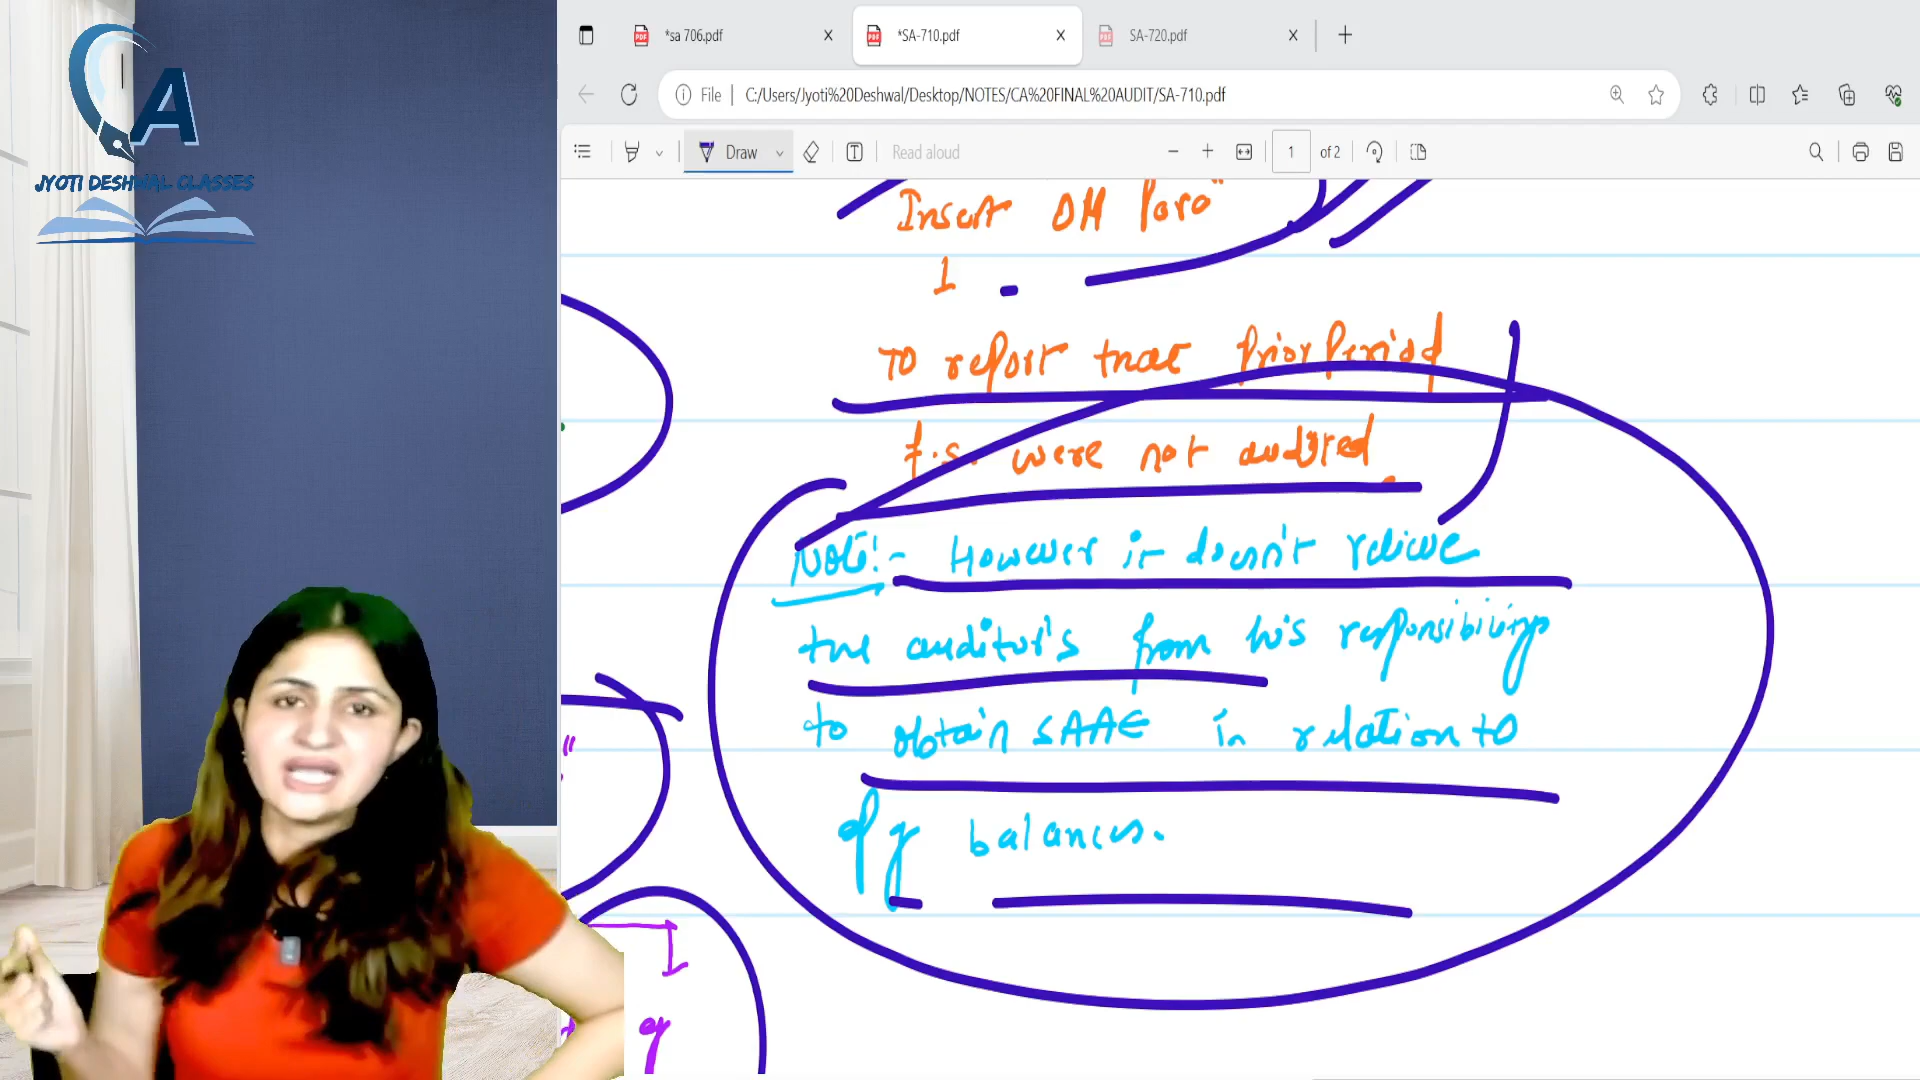 A
JYOTI DESHWAL CLASSES
*sa 706.pdf
*SA-710.pdf
SA-720.pdf
File
C:/Users/Jyoti%20Deshwal/Desktop/NOTES/CA%20FINAL%20AUDIT/SA-710.pdf
Draw
Read aloud
1
of 2
Insert OM Para"
To report that Prior Period
f.s. were not audited.
Note!- However it doesn't relieve
the auditor's from his responsibility
to obtain SAAE in relation to
opg balances.